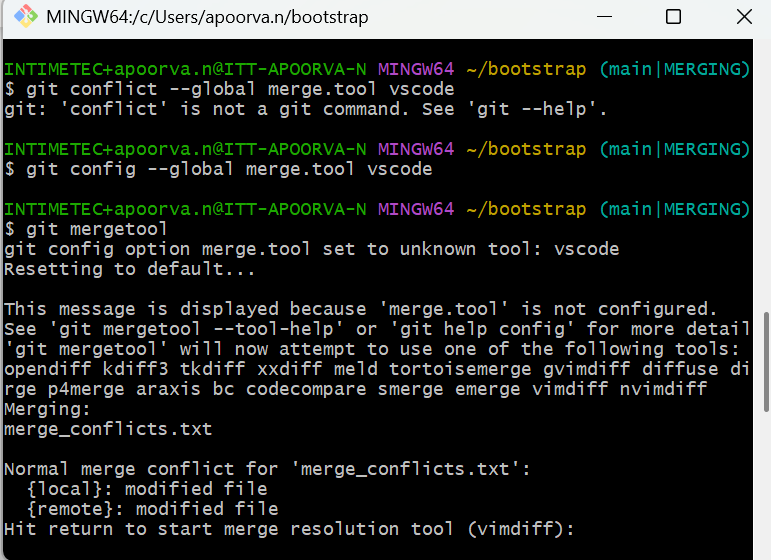 MINGW64:/c/Users/apoorva.n/bootstrap
INTIMETEC+apoorva.n@ITT-APOORVA-N MINGW64 ~/bootstrap (main|MERGING)
$ git conflict --global merge.tool vscode
git: 'conflict' is not a git command. See 'git --help'.
INTIMETEC+apoorva.n@ITT-APOORVA-N MINGW64 ~/bootstrap (main|MERGING)
$ git config --global merge.tool vscode
INTIMETEC+apoorva.n@ITT-APOORVA-N MINGW64 ~/bootstrap (main|MERGING)
$ git mergetool
git config option merge.tool set to unknown tool: vscode
Resetting to default...
This message is displayed because 'merge.tool' is not configured.
See 'git mergetool --tool-help' or 'git help config' for more detail
'git mergetool' will now attempt to use one of the following tools:
opendiff kdiff3 tkdiff xxdiff meld tortoisemerge gvimdiff diffuse di
rge p4merge araxis bc codecompare smerge emerge vimdiff nvimdiff
Merging:
merge_conflicts.txt
Normal merge conflict for 'merge_conflicts.txt':
  {local}: modified file
  {remote}: modified file
Hit return to start merge resolution tool (vimdiff):